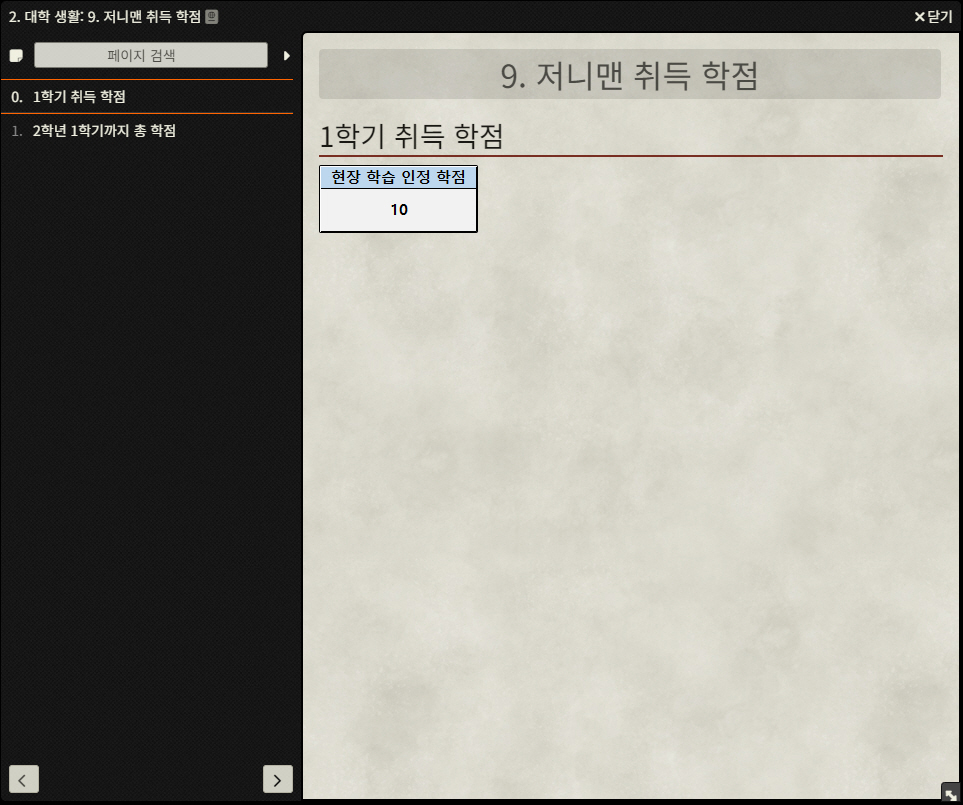 2. 대학 생활: 9. 저니맨 취득 학점
닫기
페이지 검색
0. 1학기 취득 학점
1. 2학년 1학기까지 총 학점
9. 저니맨 취득 학점
1학기 취득 학점
현장 학습 인정 학점
10